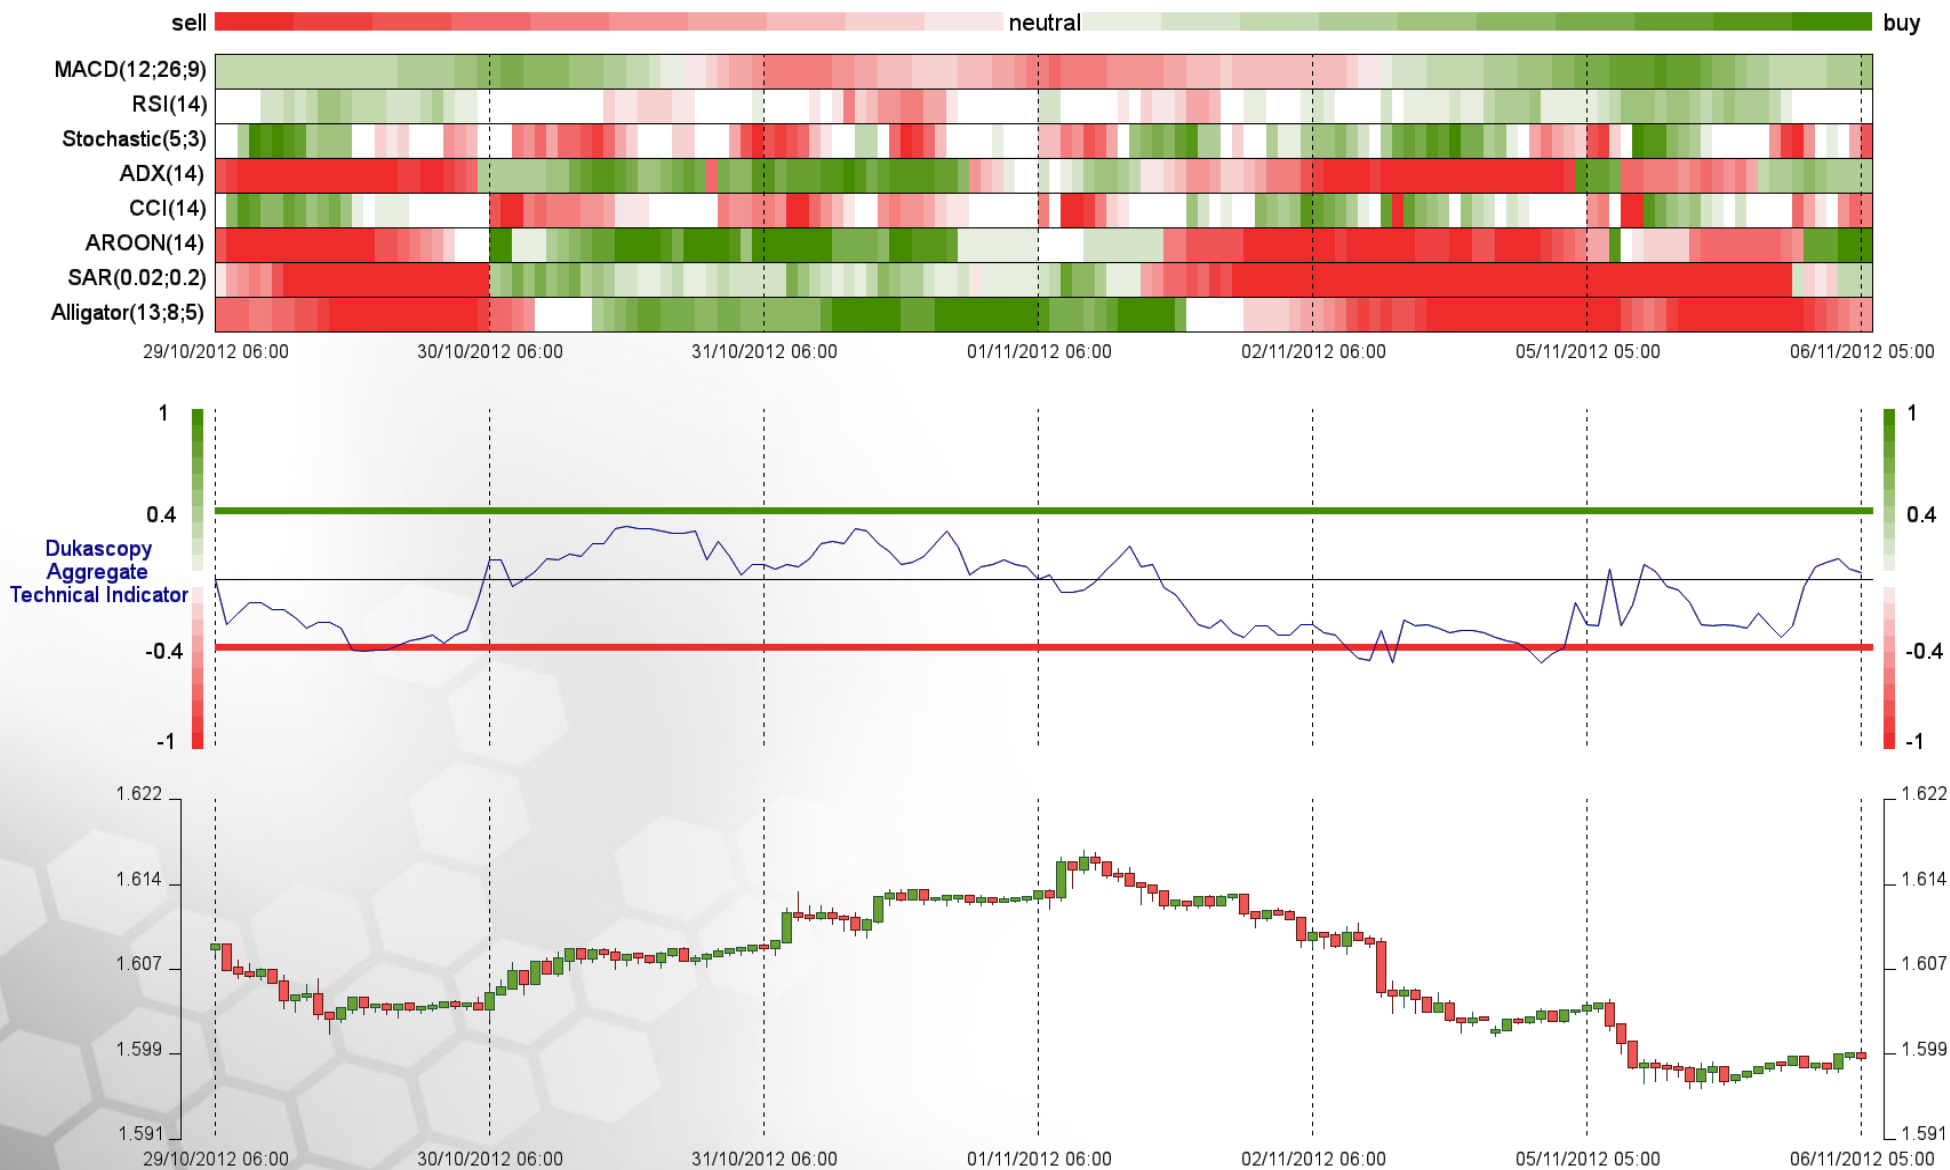 sell neutral buy
MACD(12;26;9)
RSI(14)
Stochastic(5;3)
ADX(14)
CCI(14)
AROON(14)
SAR(0.02;0.2)
Alligator(13;8;5)
29/10/2012 06:00 30/10/2012 06:00 31/10/2012 06:00 01/11/2012 06:00 02/11/2012 06:00 05/11/2012 05:00 06/11/2012 05:00
1 1
0.4 0.4
Dukascopy
Aggregate
Technical Indicator
-0.4 -0.4
-1 -1
1.622 1.622
1.614 1.614
1.607 1.607
1.599 1.599
1.591 1.591
29/10/2012 06:00 30/10/2012 06:00 31/10/2012 06:00 01/11/2012 06:00 02/11/2012 06:00 05/11/2012 05:00 06/11/2012 05:00